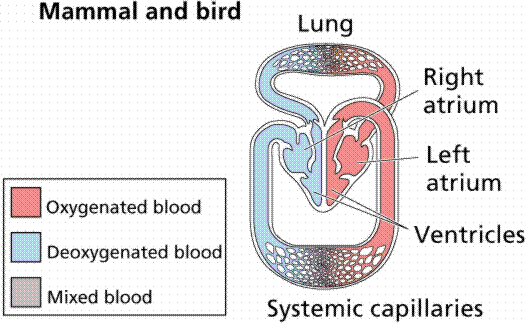 Mammal and bird
Lung
Right
atrium
Left
atrium
Ventricles
Oxygenated blood
Deoxygenated blood
Mixed blood
Systemic capillaries